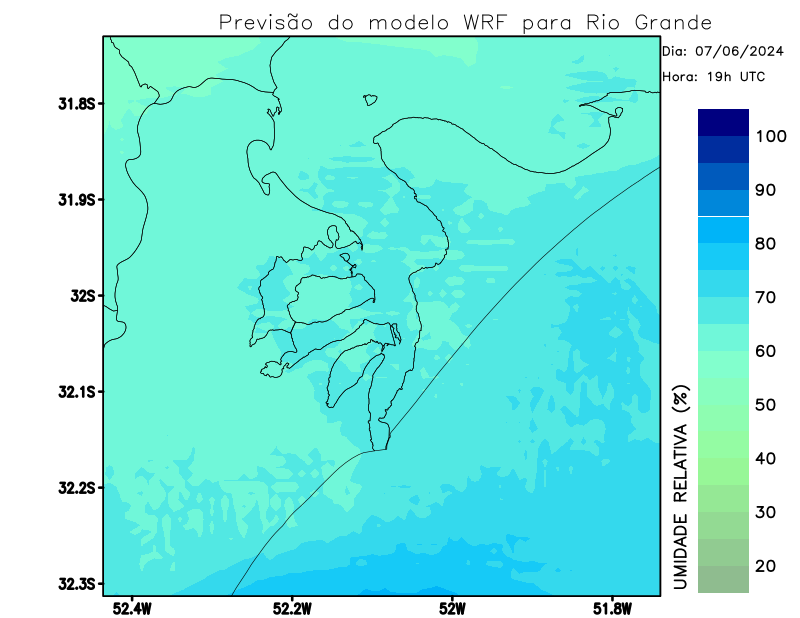 Previsão do modelo WRF para Rio Grande
Dia: 07/06/2024
Hora: 19h UTC
31.8S
31.9S
32S
32.1S
32.2S
32.3S
52.4W
52.2W
52W
51.8W
100
90
80
70
60
50
40
30
20
UMIDADE RELATIVA (%)